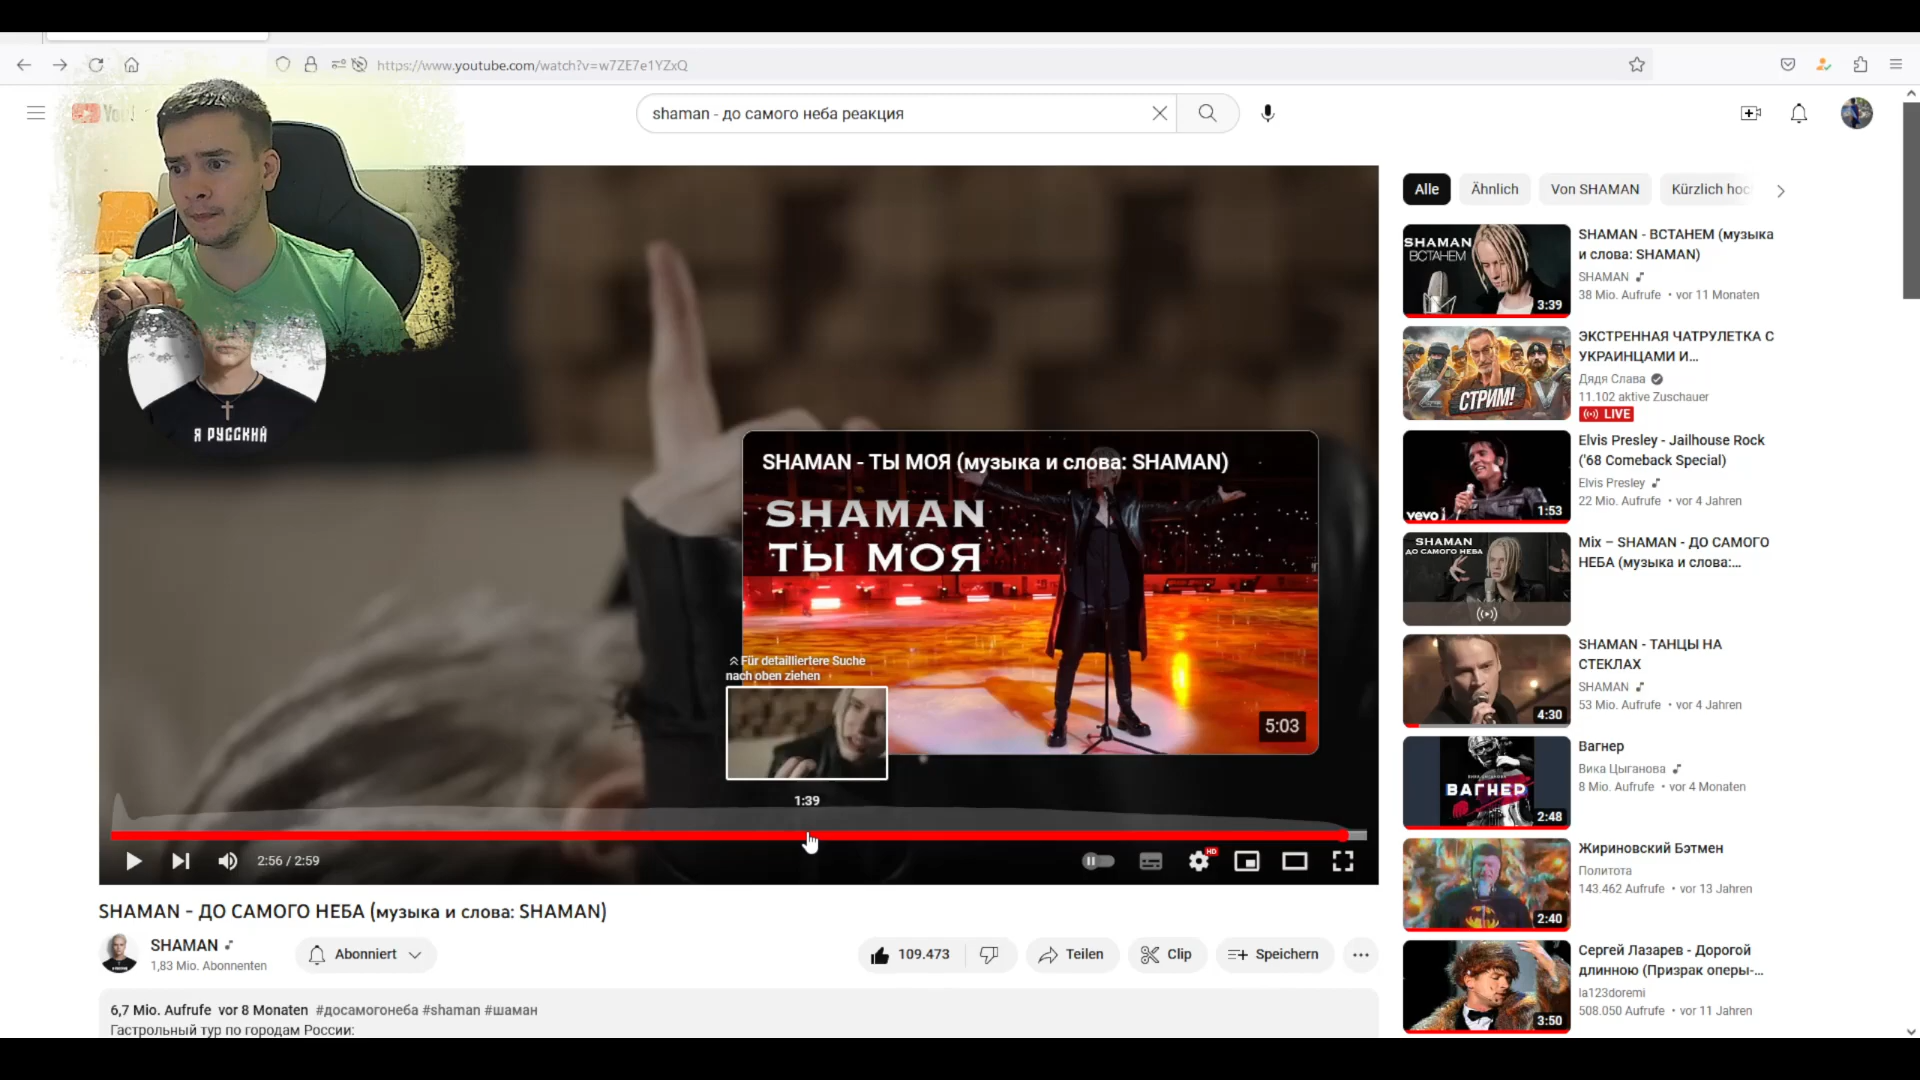 https://www.youtube.com/watch?v=w7ZE7e1YZxQ
shaman - до самого неба реакция
Я РУССКИЙ
SHAMAN - ТЫ МОЯ (музыка и слова: SHAMAN)
SHAMAN
ТЫ МОЯ
5:03
Für detailliertere Suche
nach oben ziehen
1:39
2:56 / 2:59
HD
SHAMAN - ДО САМОГО НЕБА (музыка и слова: SHAMAN)
SHAMAN
1,83 Mio. Abonnenten
Abonniert
109.473
Teilen
Clip
Speichern
6,7 Mio. Aufrufe vor 8 Monaten #досамогонеба #shaman #шаман
Гастрольный тур по городам России:
Alle
Ähnlich
Von SHAMAN
Kürzlich hoc
SHAMAN
ВСТАНЕМ
3:39
SHAMAN - ВСТАНЕМ (музыка
и слова: SHAMAN)
SHAMAN
38 Mio. Aufrufe • vor 11 Monaten
Z
СТРИМ!
V
ЭКСТРЕННАЯ ЧАТРУЛЕТКА С
УКРАИНЦАМИ И...
Дядя Слава
11.102 aktive Zuschauer
LIVE
vevo
1:53
Elvis Presley - Jailhouse Rock
('68 Comeback Special)
Elvis Presley
22 Mio. Aufrufe • vor 4 Jahren
SHAMAN
ДО САМОГО НЕБА
Mix – SHAMAN - ДО САМОГО
НЕБА (музыка и слова:...
4:30
SHAMAN - ТАНЦЫ НА
СТЕКЛАХ
SHAMAN
53 Mio. Aufrufe • vor 4 Jahren
ВАГНЕР
2:48
Вагнер
Вика Цыганова
8 Mio. Aufrufe • vor 4 Monaten
2:40
Жириновский Бэтмен
Политота
143.462 Aufrufe • vor 13 Jahren
3:50
Сергей Лазарев - Дорогой
длинною (Призрак оперы-...
la123doremi
508.050 Aufrufe • vor 11 Jahren